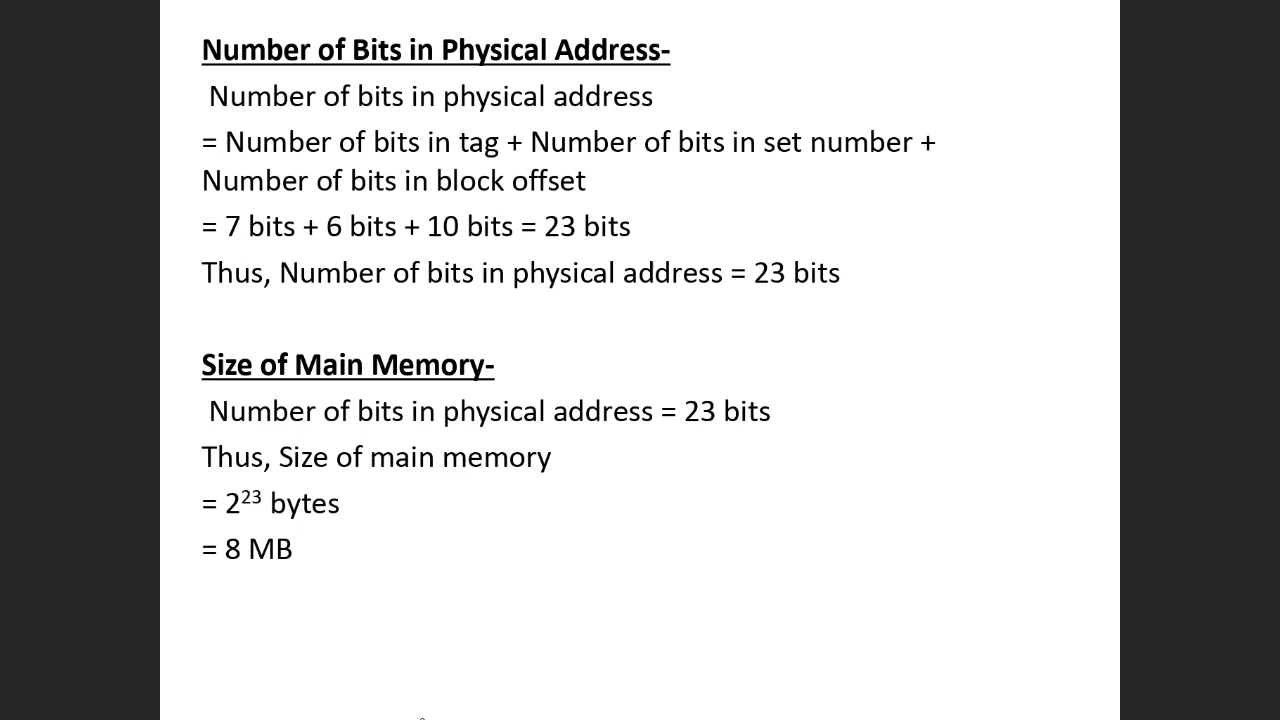 Number of Bits in Physical Address-
Number of bits in physical address
= Number of bits in tag + Number of bits in set number +
Number of bits in block offset
= 7 bits + 6 bits + 10 bits = 23 bits
Thus, Number of bits in physical address = 23 bits
Size of Main Memory-
Number of bits in physical address = 23 bits
Thus, Size of main memory
= 2²³ bytes
= 8 MB